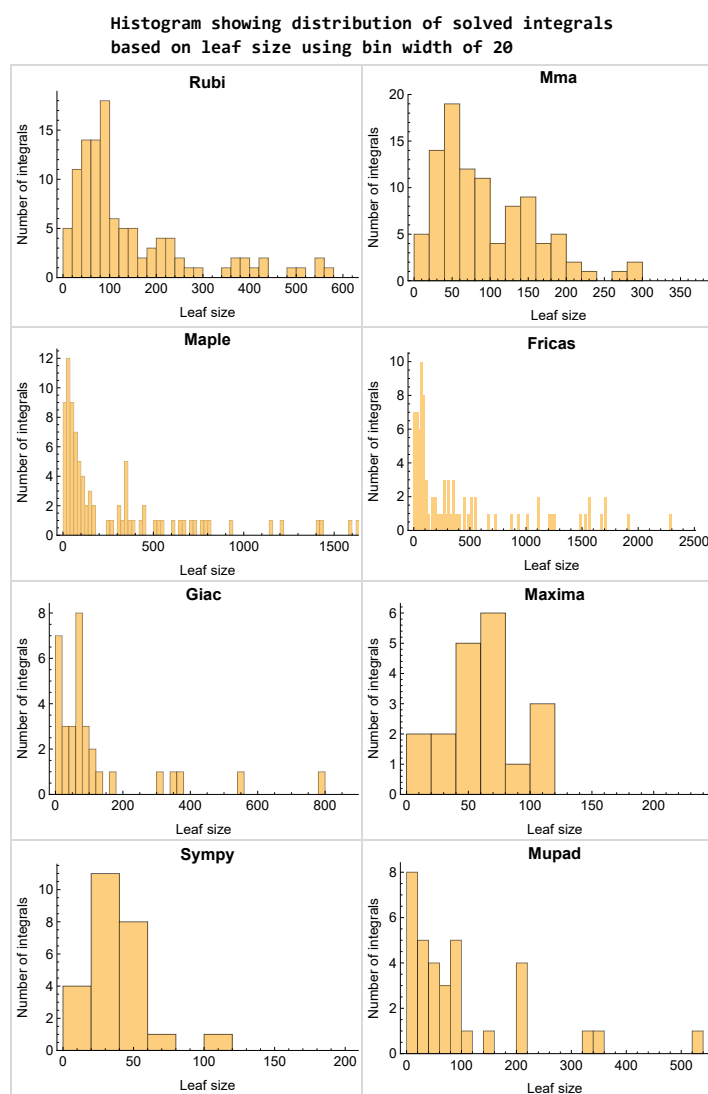 Histogram showing distribution of solved integrals
based on leaf size using bin width of 20
Rubi
Number of integrals
15
10
5
0
0 100 200 300 400 500 600
Leaf size
Mma
Number of integrals
20
15
10
5
0
0 50 100 150 200 250 300 350
Leaf size
Maple
Number of integrals
12
10
8
6
4
2
0
0 500 1000 1500
Leaf size
Fricas
Number of integrals
10
8
6
4
2
0
0 500 1000 1500 2000 2500
Leaf size
Giac
Number of integrals
8
6
4
2
0
0 200 400 600 800
Leaf size
Maxima
Number of integrals
6
5
4
3
2
1
0
0 50 100 150 200
Leaf size
Sympy
Number of integrals
10
8
6
4
2
0
0 50 100 150 200
Leaf size
Mupad
Number of integrals
8
6
4
2
0
0 100 200 300 400 500
Leaf size